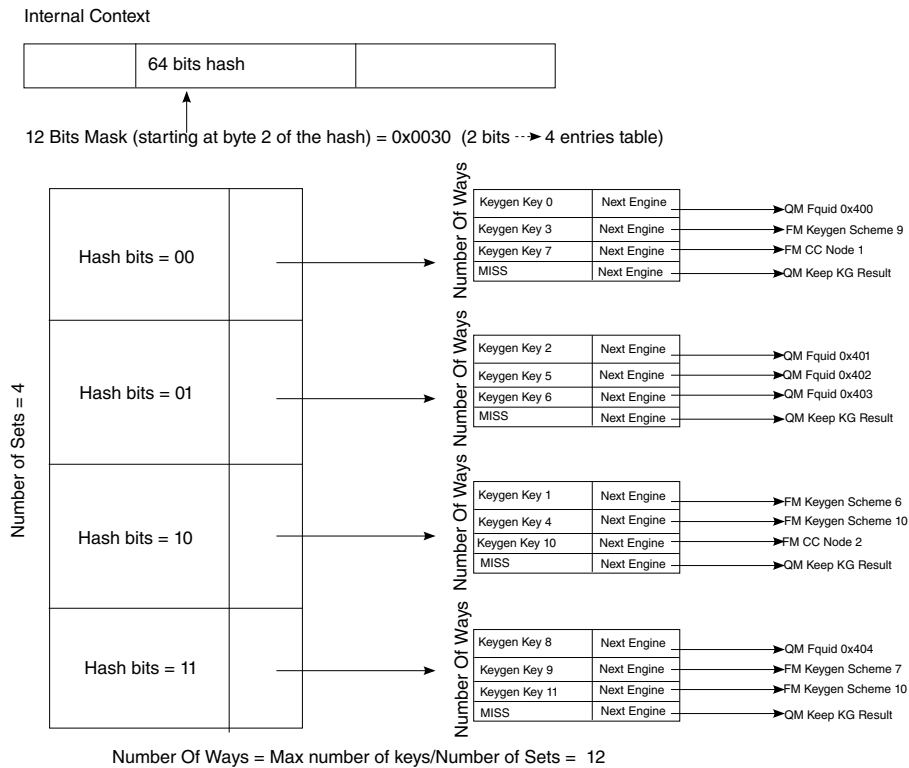 Internal Context
64 bits hash
12 Bits Mask (starting at byte 2 of the hash) = 0x0030 (2 bits ---> 4 entries table)
Number of Sets = 4
Hash bits = 00
Number Of Ways
Keygen Key 0 Next Engine QM Fquid 0x400
Keygen Key 3 Next Engine FM Keygen Scheme 9
Keygen Key 7 Next Engine FM CC Node 1
MISS Next Engine QM Keep KG Result
Hash bits = 01
Number Of Ways
Keygen Key 2 Next Engine QM Fquid 0x401
Keygen Key 5 Next Engine QM Fquid 0x402
Keygen Key 6 Next Engine QM Fquid 0x403
MISS Next Engine QM Keep KG Result
Hash bits = 10
Number Of Ways
Keygen Key 1 Next Engine FM Keygen Scheme 6
Keygen Key 4 Next Engine FM Keygen Scheme 10
Keygen Key 10 Next Engine FM CC Node 2
MISS Next Engine QM Keep KG Result
Hash bits = 11
Number Of Ways
Keygen Key 8 Next Engine QM Fquid 0x404
Keygen Key 9 Next Engine FM Keygen Scheme 7
Keygen Key 11 Next Engine FM Keygen Scheme 10
MISS Next Engine QM Keep KG Result
Number Of Ways = Max number of keys/Number of Sets = 12